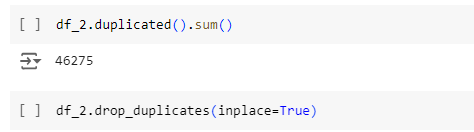 [ ] df_2.duplicated().sum()
46275
[ ] df_2.drop_duplicates(inplace=True)